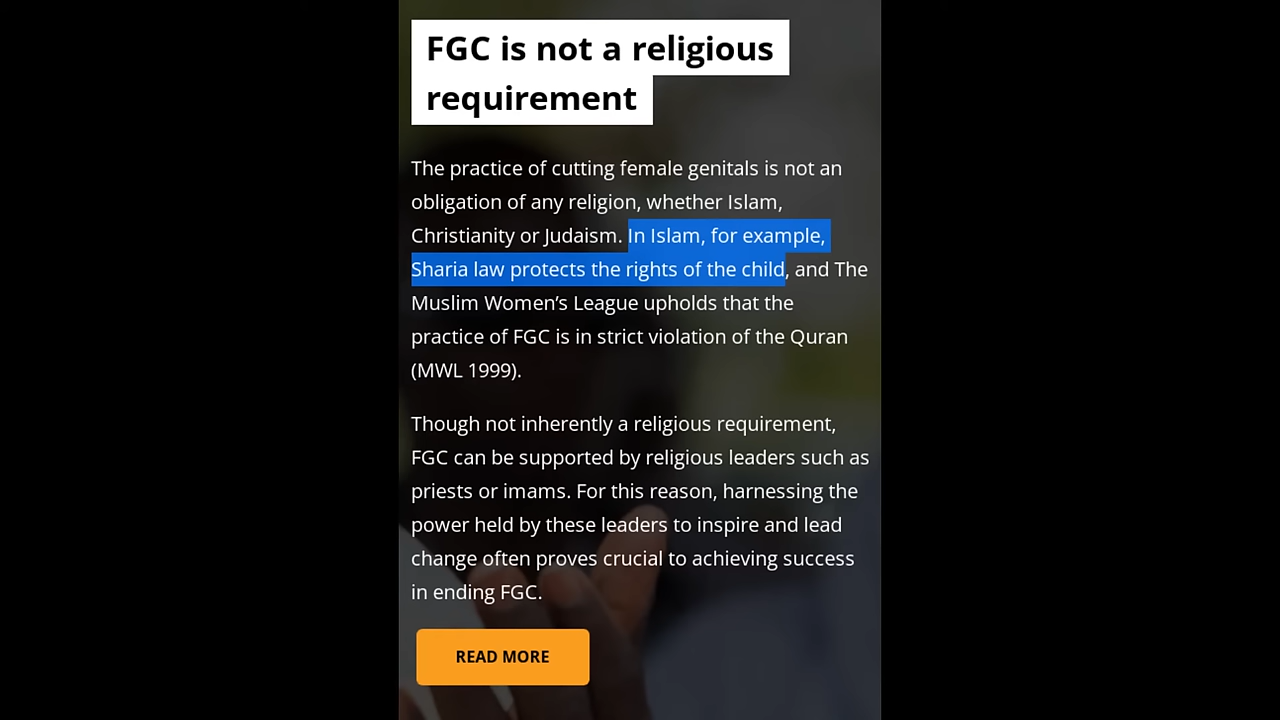 FGC is not a religious
requirement
The practice of cutting female genitals is not an
obligation of any religion, whether Islam,
Christianity or Judaism. In Islam, for example,
Sharia law protects the rights of the child, and The
Muslim Women’s League upholds that the
practice of FGC is in strict violation of the Quran
(MWL 1999).
Though not inherently a religious requirement,
FGC can be supported by religious leaders such as
priests or imams. For this reason, harnessing the
power held by these leaders to inspire and lead
change often proves crucial to achieving success
in ending FGC.
READ MORE